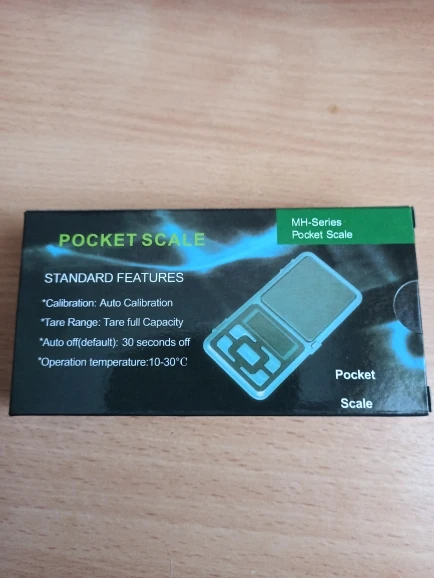 MH-Series
Pocket Scale
POCKET SCALE
STANDARD FEATURES
*Calibration: Auto Calibration
*Tare Range: Tare full Capacity
*Auto off(default): 30 seconds off
*Operation temperature:10-30°C
Pocket
Scale